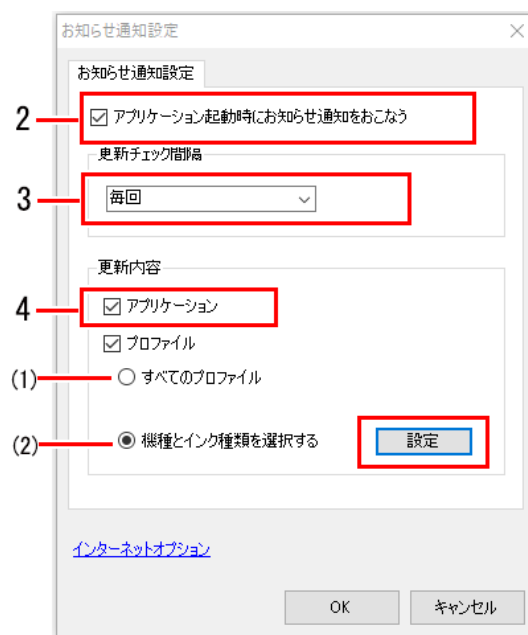 お知らせ通知設定
お知らせ通知設定
2
アプリケーション起動時にお知らせ通知をおこなう
更新チェック間隔
3
毎回
更新内容
4
アプリケーション
プロファイル
(1)
すべてのプロファイル
(2)
機種とインク種類を選択する
設定
インターネットオプション
OK
キャンセル